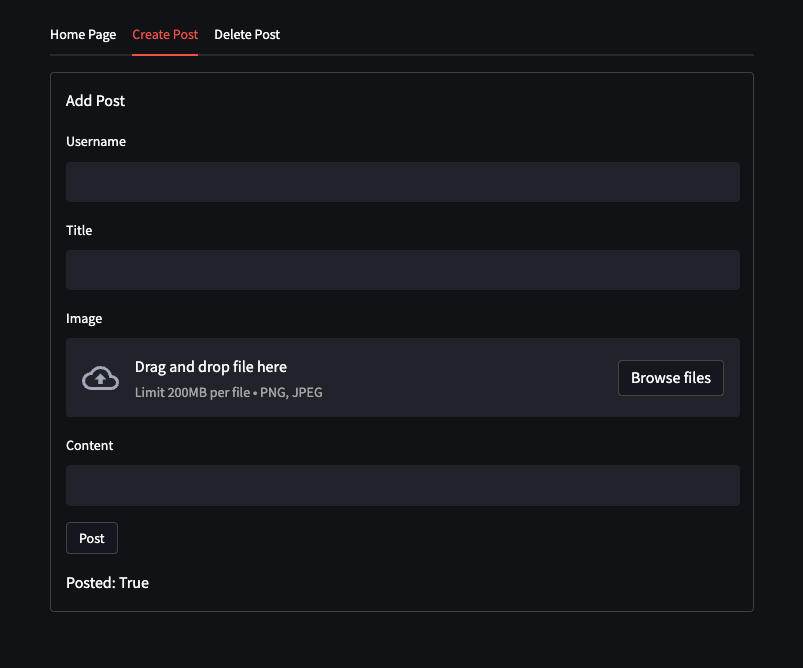 Home Page Create Post Delete Post
Add Post
Username
Title
Image
Drag and drop file here
Limit 200MB per file • PNG, JPEG
Browse files
Content
Post
Posted: True